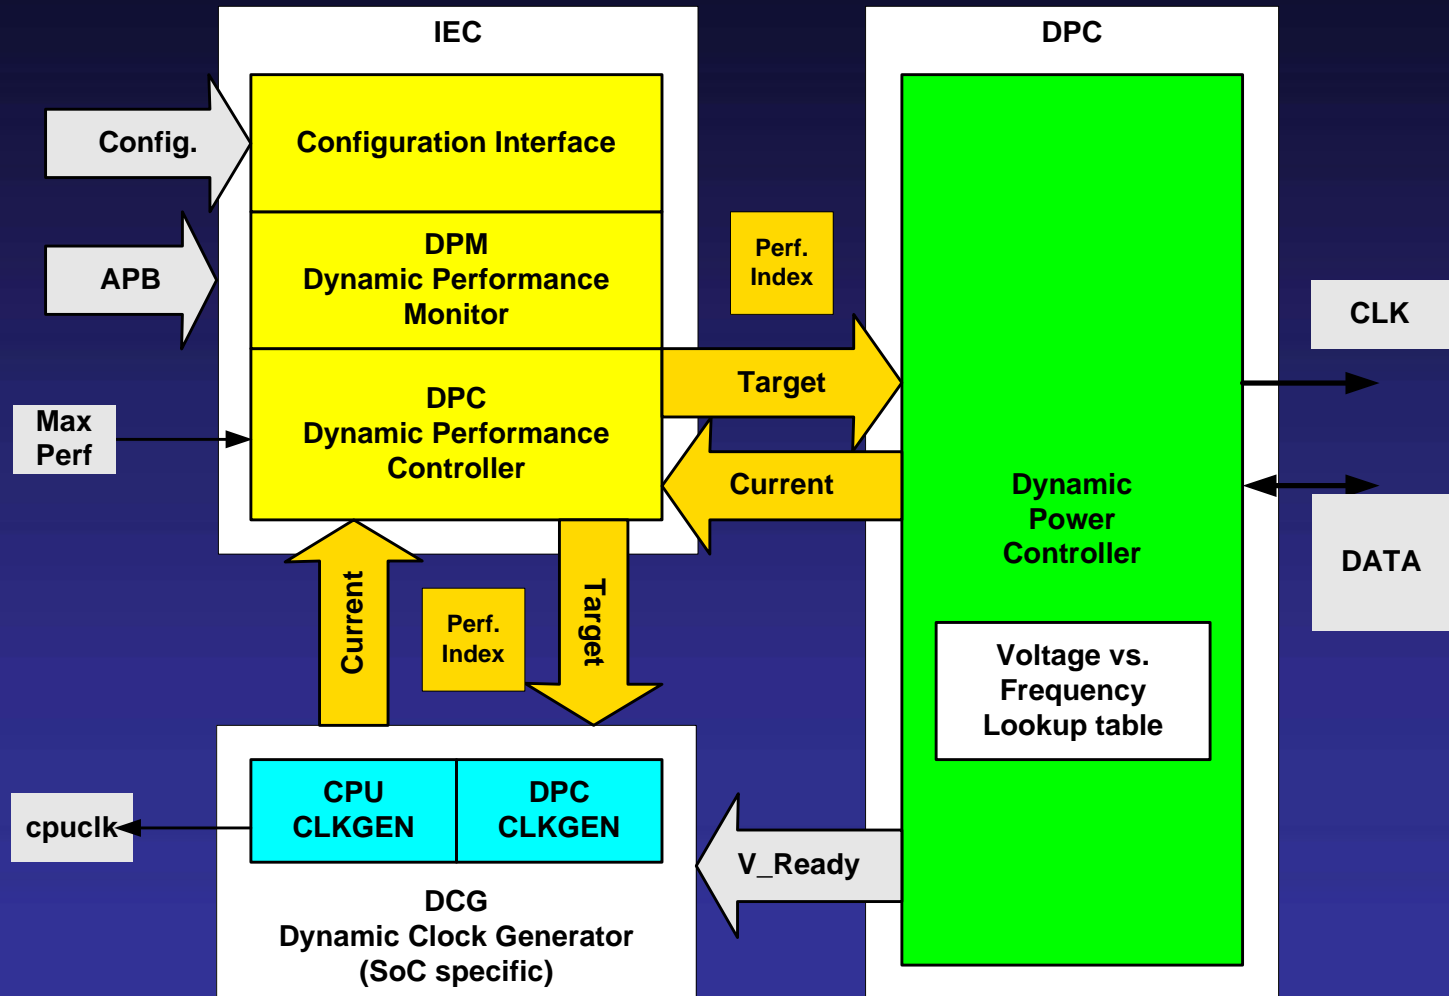 IEC
DPC
Config.
Configuration Interface
APB
DPM
Dynamic Performance
Monitor
Perf.
Index
CLK
Target
Max
Perf
DPC
Dynamic Performance
Controller
Current
Dynamic
Power
Controller
DATA
Current
Perf.
Index
Target
Voltage vs.
Frequency
Lookup table
cpuclk
CPU
CLKGEN
DPC
CLKGEN
V_Ready
DCG
Dynamic Clock Generator
(SoC specific)